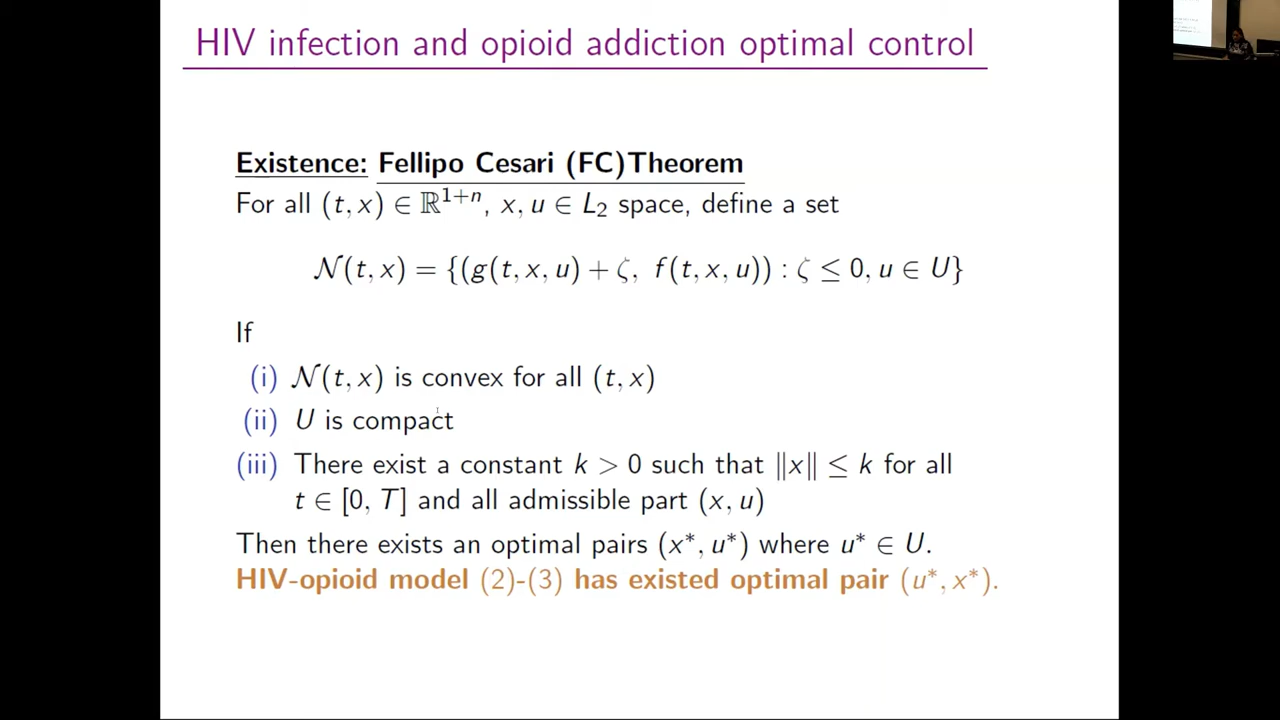 HIV infection and opioid addiction optimal control
Existence: Fellipo Cesari (FC)Theorem
For all (t, x) ∈ ℝ¹⁺ⁿ, x, u ∈ L₂ space, define a set
𝒩(t, x) = {(g(t, x, u) + ζ, f(t, x, u)) : ζ ≤ 0, u ∈ U}
If
(i) 𝒩(t, x) is convex for all (t, x)
(ii) U is compact
(iii) There exist a constant k > 0 such that ‖x‖ ≤ k for all
t ∈ [0, T] and all admissible part (x, u)
Then there exists an optimal pairs (x*, u*) where u* ∈ U.
HIV-opioid model (2)-(3) has existed optimal pair (u*, x*).